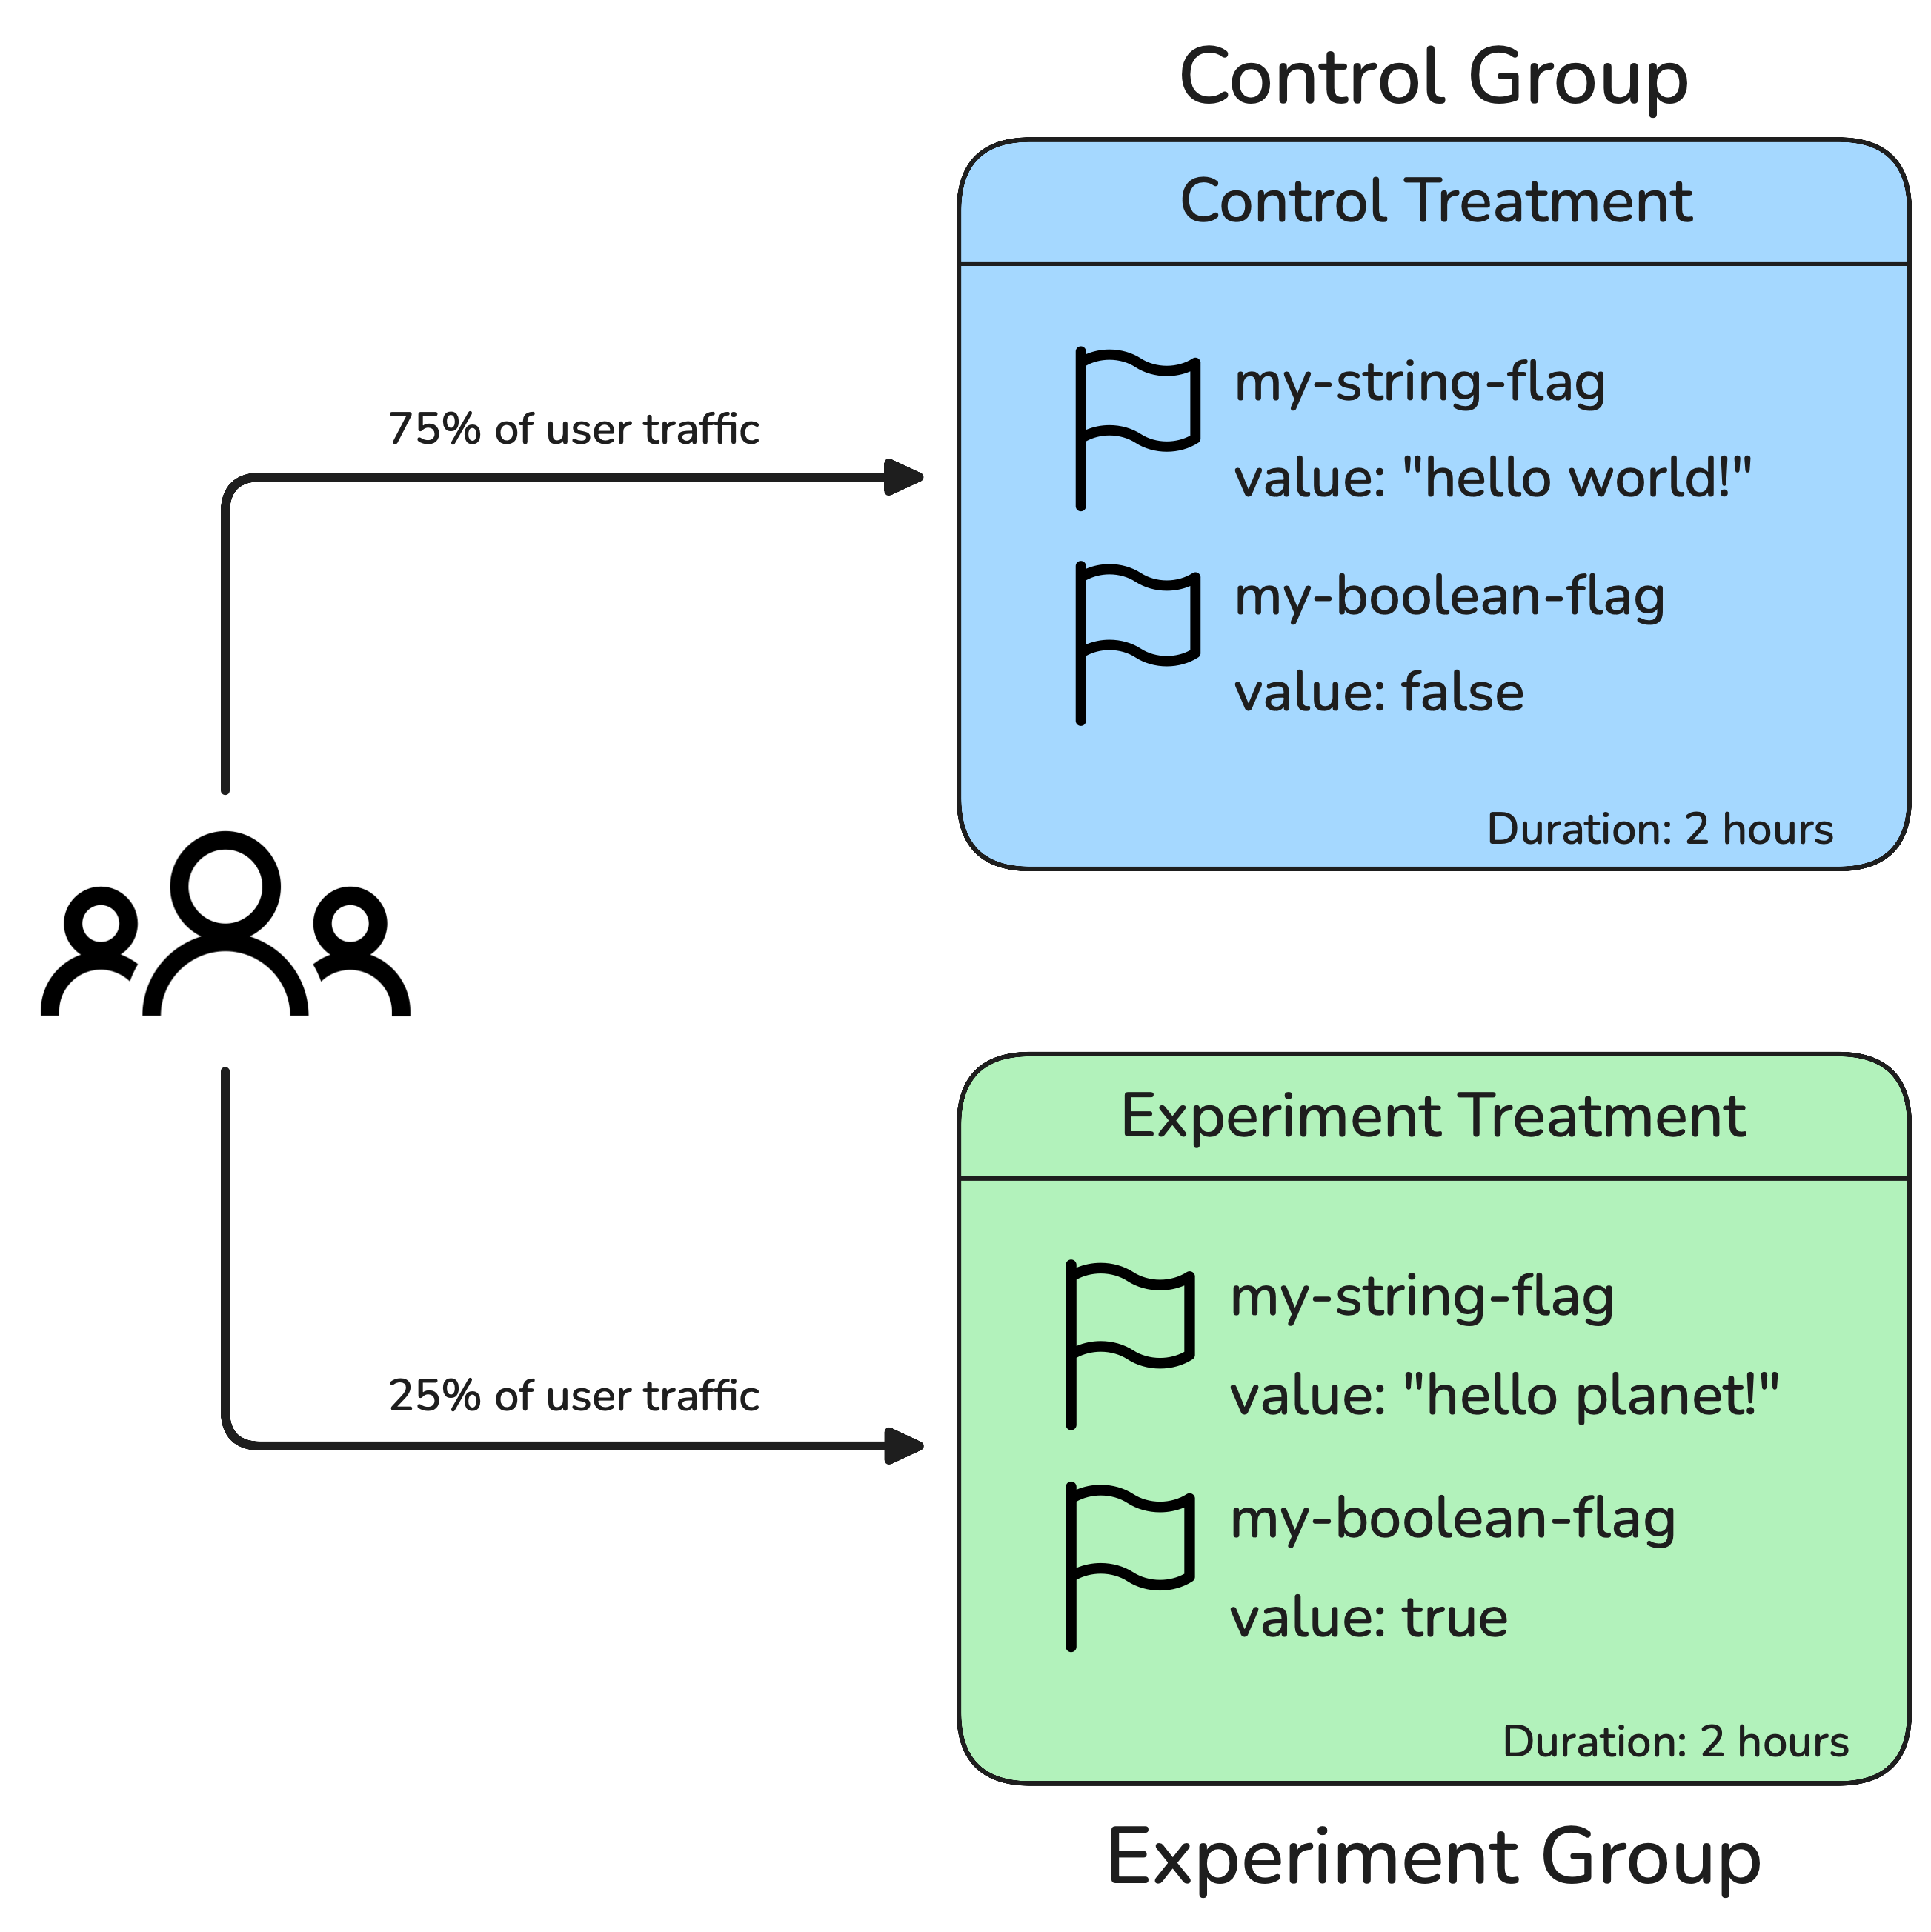 Control Group
Control Treatment
my-string-flag
value: "hello world!"
my-boolean-flag
value: false
Duration: 2 hours
75% of user traffic
25% of user traffic
Experiment Treatment
my-string-flag
value: "hello planet!"
my-boolean-flag
value: true
Duration: 2 hours
Experiment Group